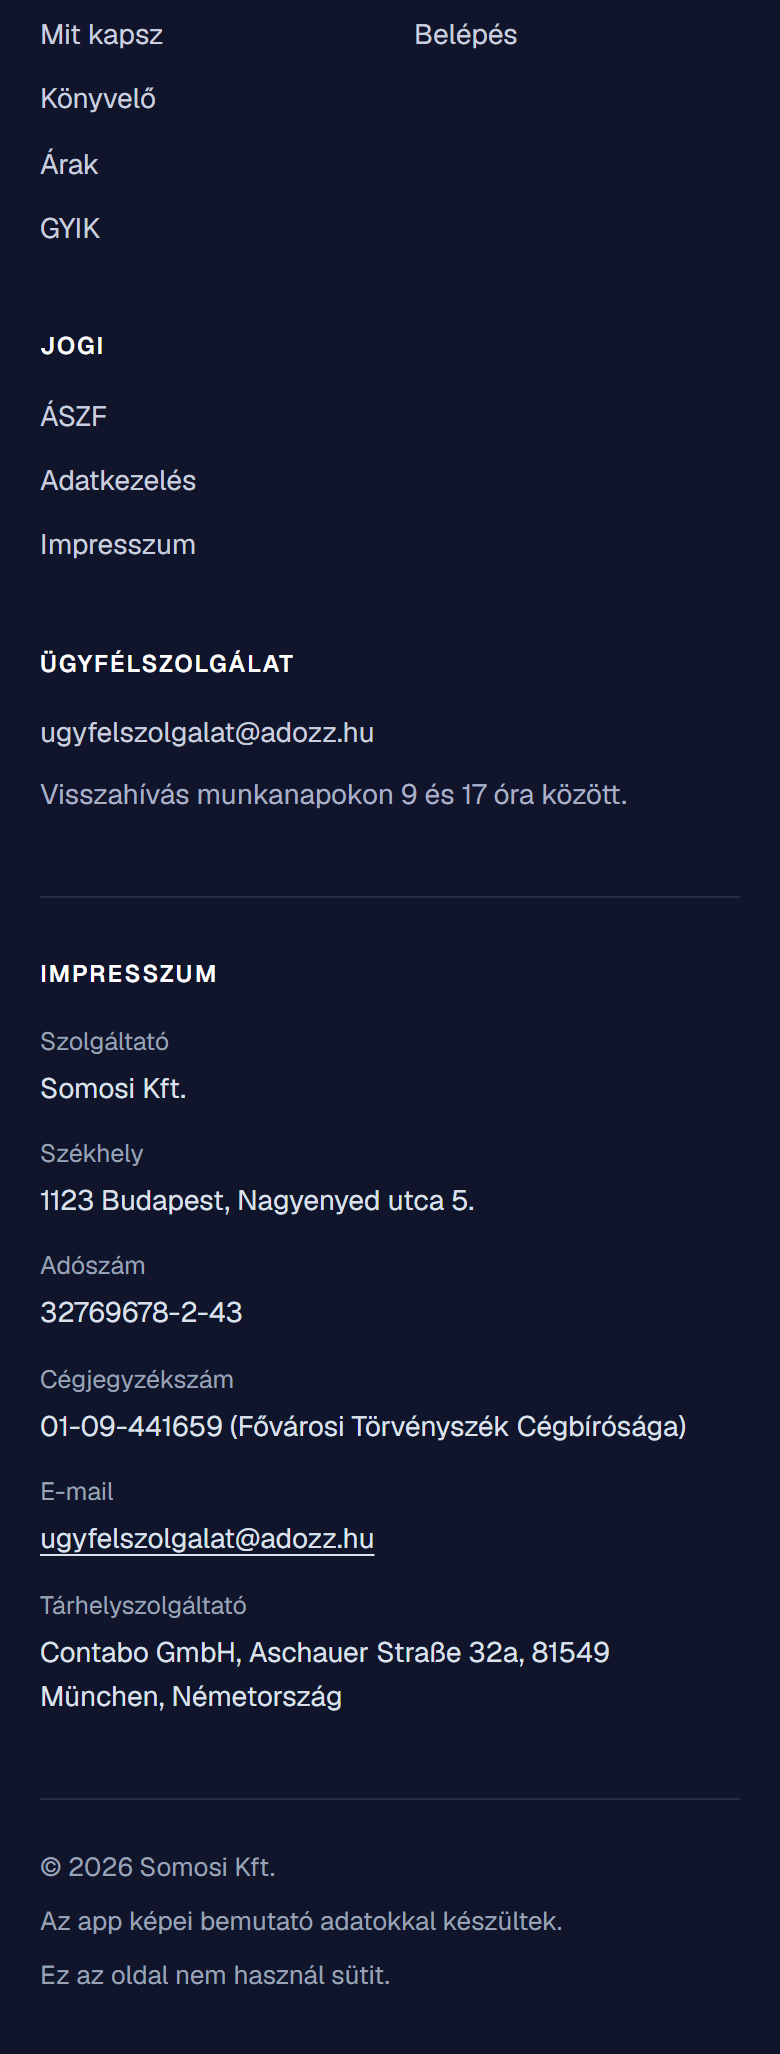 Mit kapsz
Belépés
Könyvelő
Árak
GYIK
JOGI
ÁSZF
Adatkezelés
Impresszum
ÜGYFÉLSZOLGÁLAT
ugyfelszolgalat@adozz.hu
Visszahívás munkanapokon 9 és 17 óra között.
IMPRESSZUM
Szolgáltató
Somosi Kft.
Székhely
1123 Budapest, Nagyenyed utca 5.
Adószám
32769678-2-43
Cégjegyzékszám
01-09-441659 (Fővárosi Törvényszék Cégbírósága)
E-mail
ugyfelszolgalat@adozz.hu
Tárhelyszolgáltató
Contabo GmbH, Aschauer Straße 32a, 81549
München, Németország
© 2026 Somosi Kft.
Az app képei bemutató adatokkal készültek.
Ez az oldal nem használ sütit.